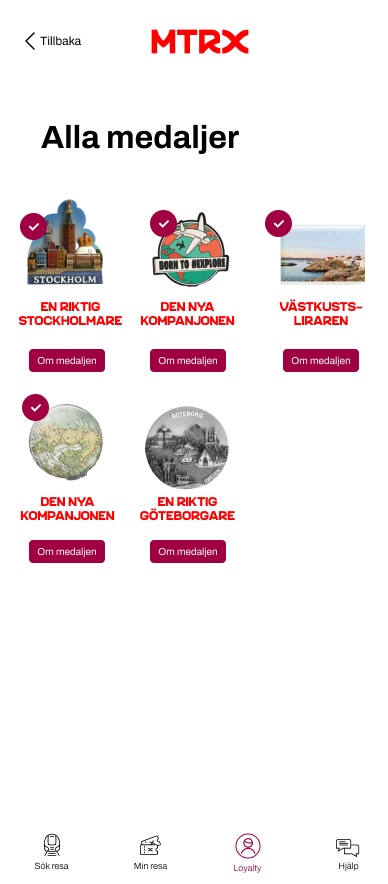 Tillbaka
MTRX
Alla medaljer
STOCKHOLM
BORN TO #EXPLORE
EN RIKTIG
STOCKHOLMARE
DEN NYA
KOMPANJONEN
VÄSTKUSTS-
LIRAREN
Om medaljen
Om medaljen
Om medaljen
GÖTEBORG
SWEDEN
DEN NYA
KOMPANJONEN
EN RIKTIG
GÖTEBORGARE
Om medaljen
Om medaljen
Sök resa
Min resa
Loyalty
Hjälp